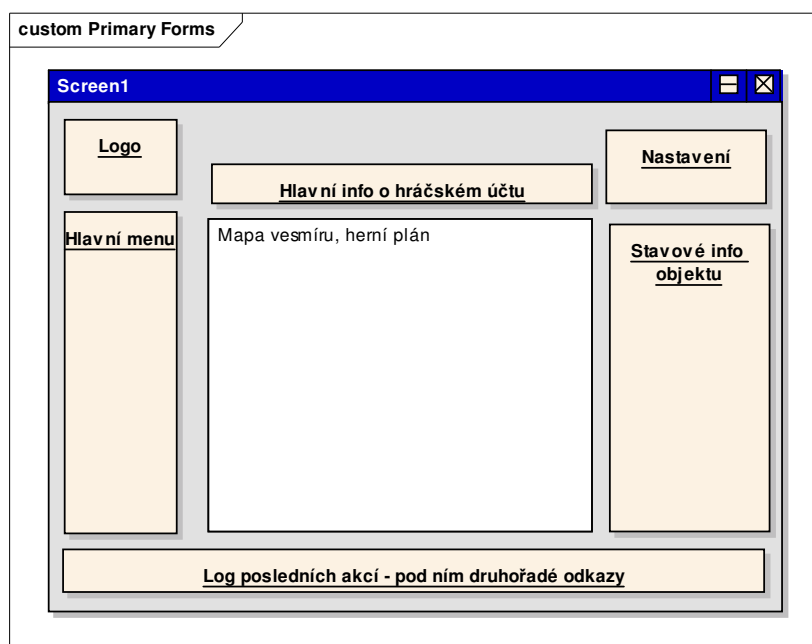 custom Primary Forms
Screen1
Logo
Nastavení
Hlavní info o hráčském účtu
Hlavní menu
Mapa vesmíru, herní plán
Stavové info
objektu
Log posledních akcí - pod ním druhořadé odkazy